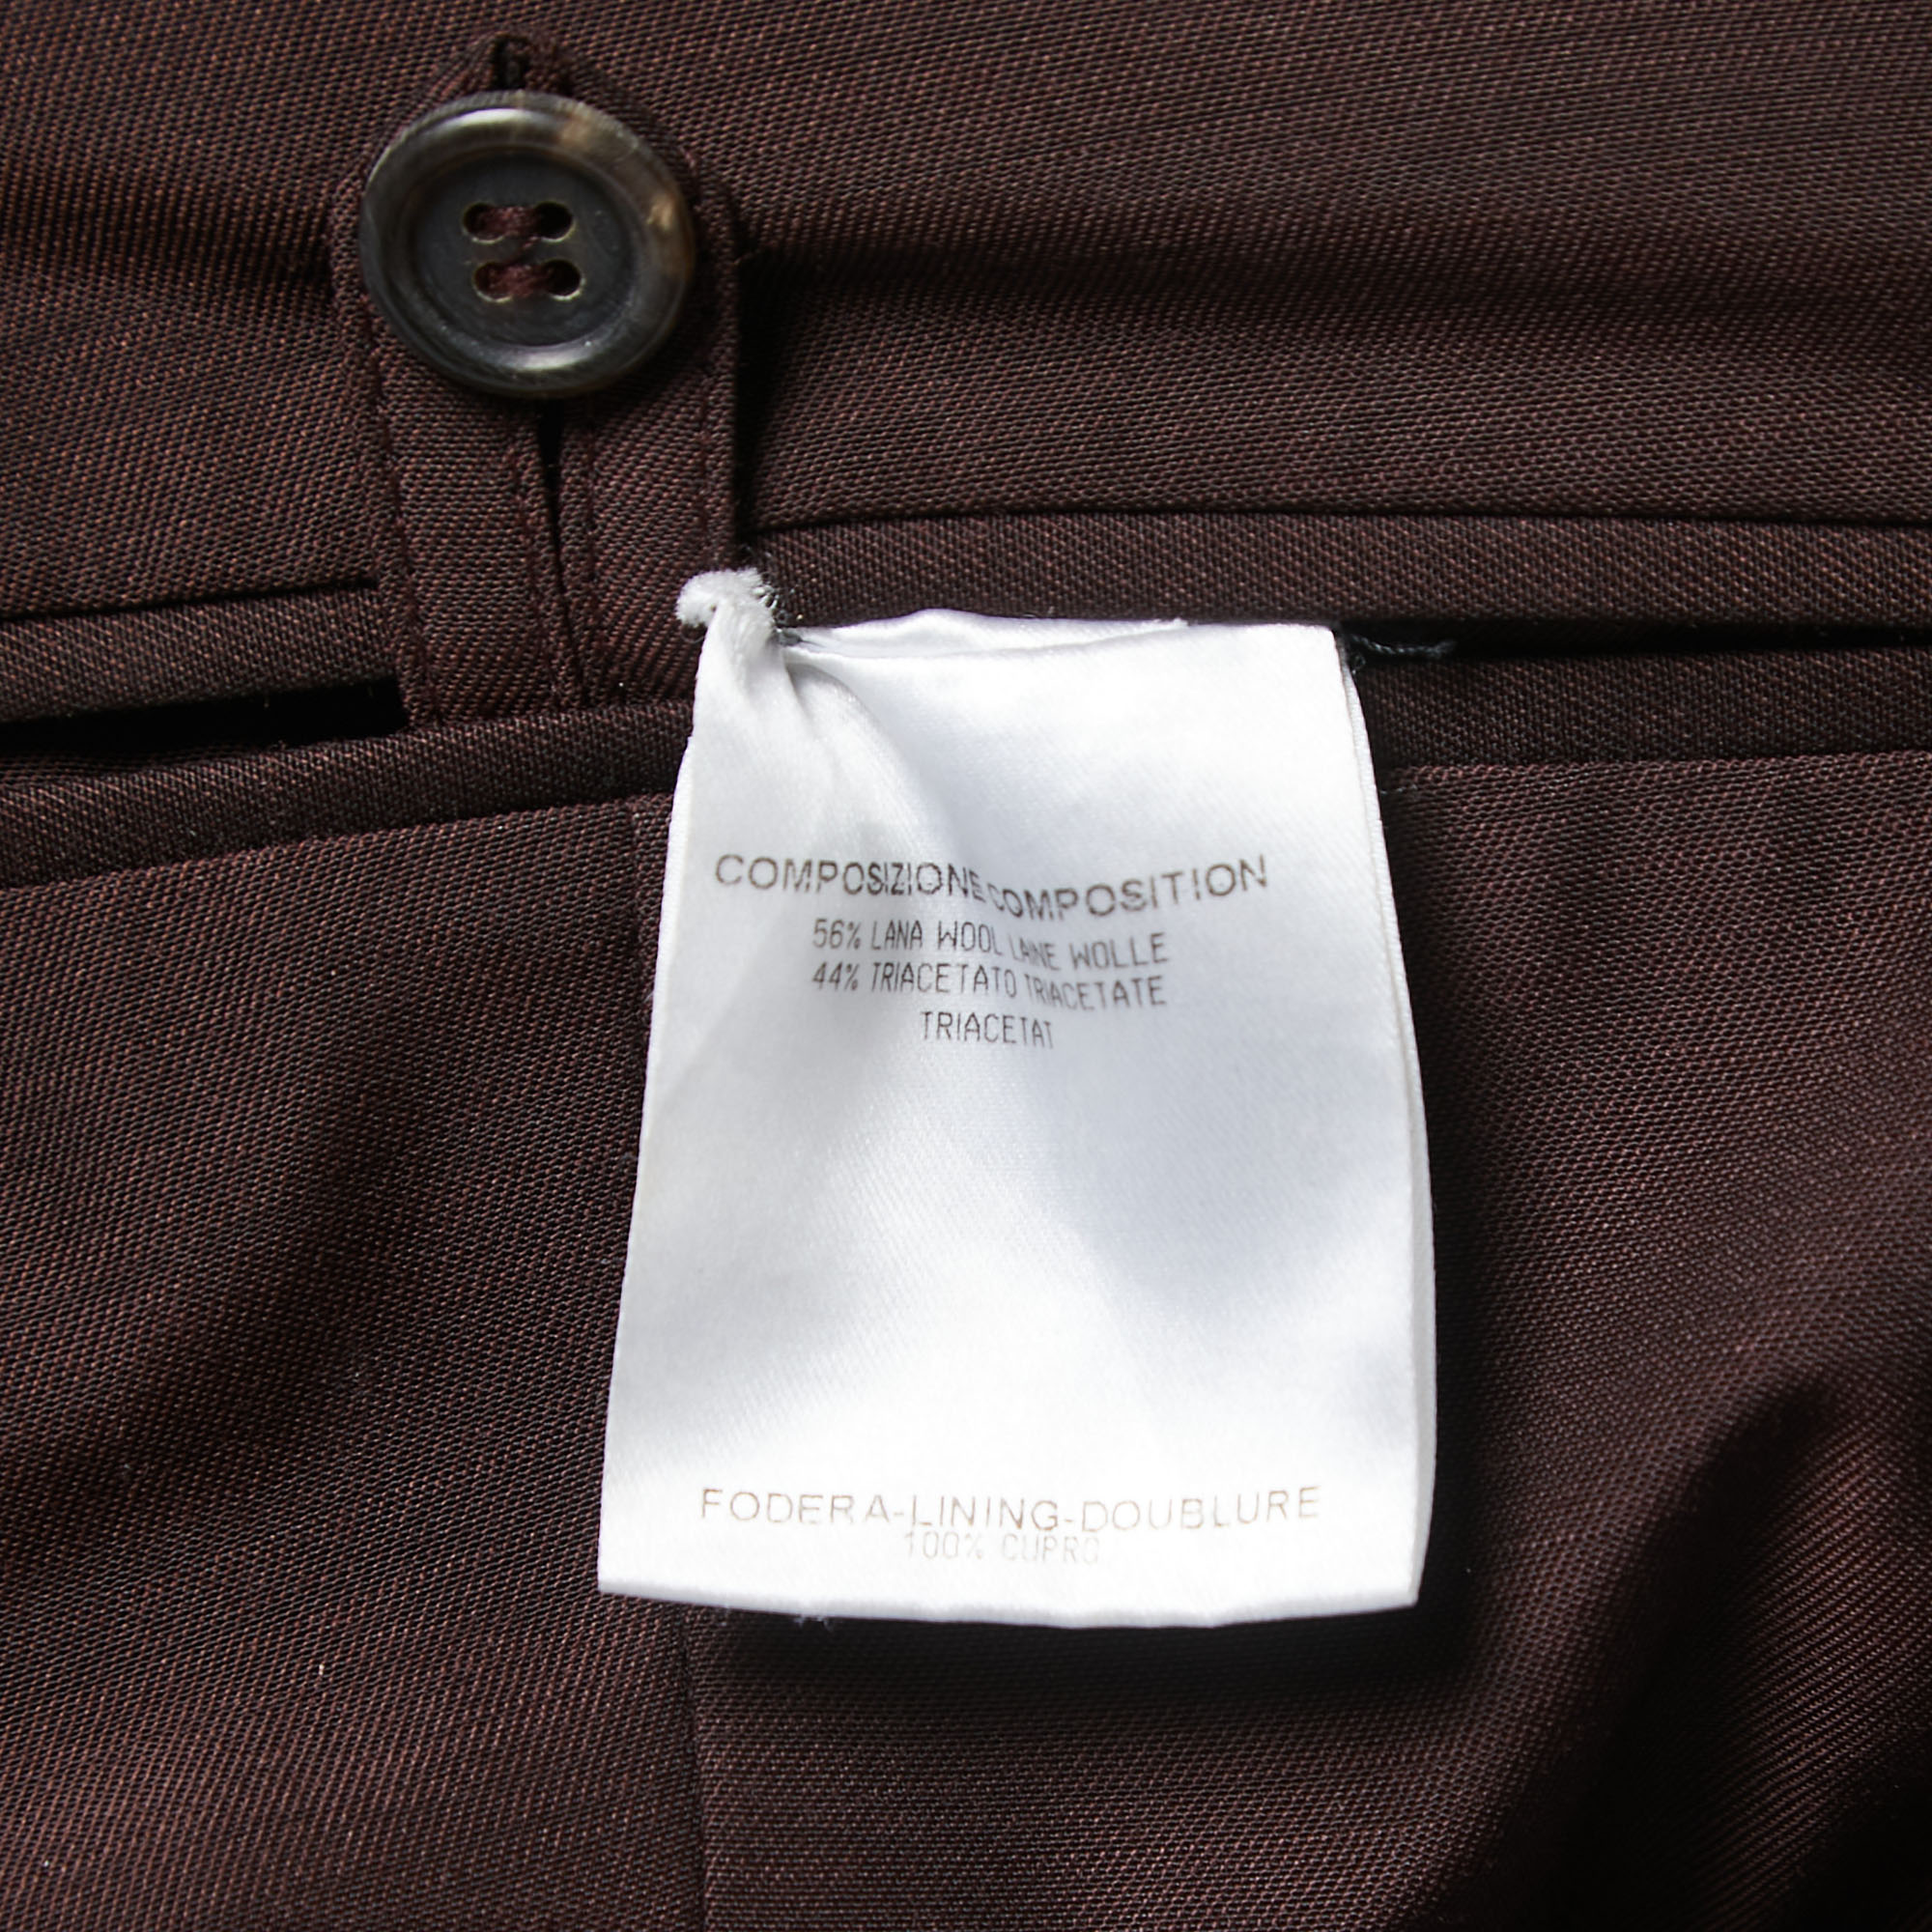 COMPOSIZIONE COMPOSITION
56% LANA WOOL LAINE WOLLE
44% TRIACETATO TRIACETATE
TRIACETAT
FODERA-LINING-DOUBLURE
100% CUPRO